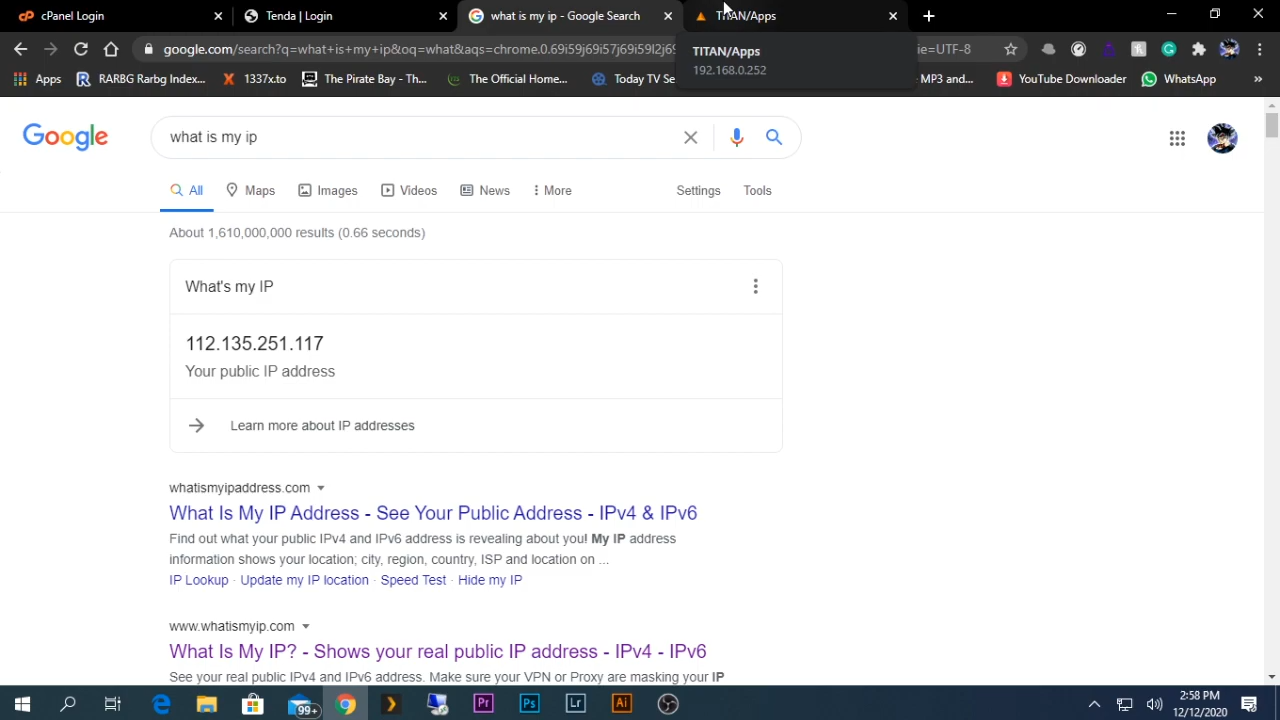 cPanel Login
Tenda | Login
what is my ip - Google Search
TITAN/Apps
google.com/search?q=what+is+my+ip&oq=what&aqs=chrome.0.69i59j69i57j69i59l2j69
ie=UTF-8
TITAN/Apps
192.168.0.252
Apps
RARBG Rarbg Index...
1337x.to
The Pirate Bay - Th...
The Official Home...
Today TV Se
MP3 and...
YouTube Downloader
WhatsApp
»
Google
what is my ip
All
Maps
Images
Videos
News
More
Settings
Tools
About 1,610,000,000 results (0.66 seconds)
What's my IP
112.135.251.117
Your public IP address
Learn more about IP addresses
whatismyipaddress.com
What Is My IP Address - See Your Public Address - IPv4 & IPv6
Find out what your public IPv4 and IPv6 address is revealing about you! My IP address
information shows your location; city, region, country, ISP and location on ...
IP Lookup · Update my IP location · Speed Test · Hide my IP
www.whatismyip.com
What Is My IP? - Shows your real public IP address - IPv4 - IPv6
See your real public IPv4 and IPv6 address. Make sure your VPN or Proxy are masking your IP
99+
Pr
Ps
Lr
Ai
2:58 PM
12/12/2020